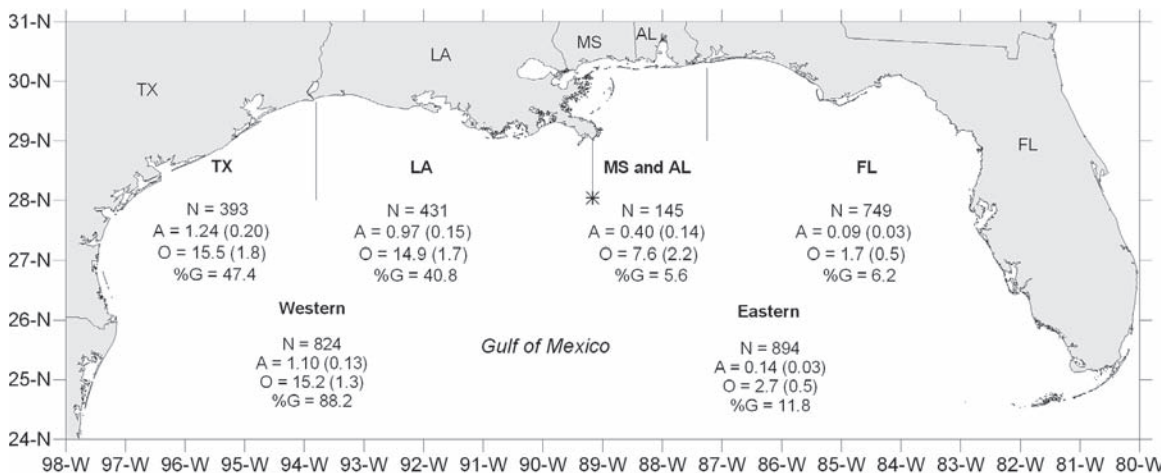 31-N
30-N
29-N
28-N
27-N
26-N
25-N
24-N
TX
LA
MS
AL
FL
TX
N = 393
A = 1.24 (0.20)
O = 15.5 (1.8)
%G = 47.4
LA
N = 431
A = 0.97 (0.15)
O = 14.9 (1.7)
%G = 40.8
MS and AL
N = 145
A = 0.40 (0.14)
O = 7.6 (2.2)
%G = 5.6
FL
N = 749
A = 0.09 (0.03)
O = 1.7 (0.5)
%G = 6.2
Western
N = 824
A = 1.10 (0.13)
O = 15.2 (1.3)
%G = 88.2
Gulf of Mexico
Eastern
N = 894
A = 0.14 (0.03)
O = 2.7 (0.5)
%G = 11.8
98-W 97-W 96-W 95-W 94-W 93-W 92-W 91-W 90-W 89-W 88-W 87-W 86-W 85-W 84-W 83-W 82-W 81-W 80-W